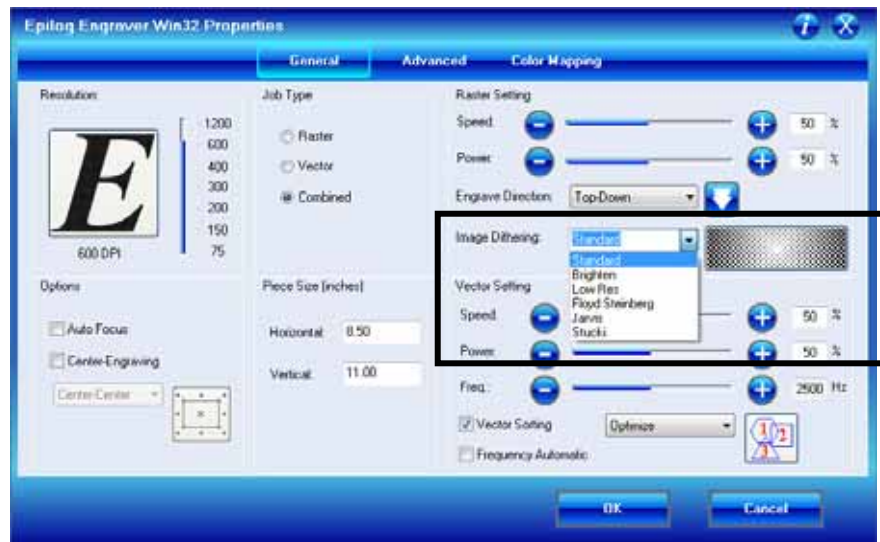 Epilog Engraver Win32 Properties
General Advanced Color Mapping
Resolution
E
1200
600
400
300
200
150
75
600 DPI
Job Type
Raster
Vector
Combined
Raster Setting
Speed: 50 %
Power: 50 %
Engrave Direction: Top-Down
Image Dithering: Standard
Standard
Brighten
Low Res
Floyd Steinberg
Jarvis
Stucki
Options
Auto Focus
Center-Engraving
Center-Center
Piece Size (inches)
Horizontal: 8.50
Vertical: 11.00
Vector Setting
Speed 50 %
Power 50 %
Freq.: 2500 Hz
Vector Sorting Optimize
1 2
3
Frequency Automatic
OK Cancel